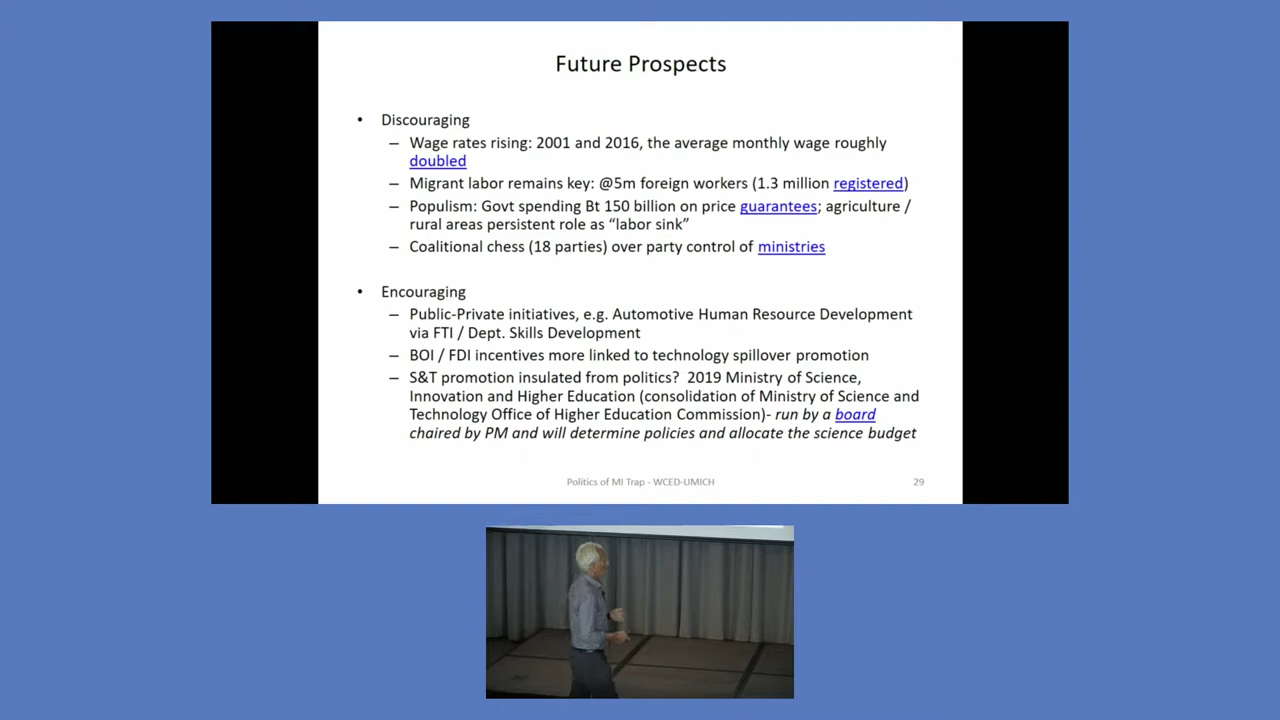 Future Prospects
• Discouraging
– Wage rates rising: 2001 and 2016, the average monthly wage roughly
doubled
– Migrant labor remains key: @5m foreign workers (1.3 million registered)
– Populism: Govt spending Bt 150 billion on price guarantees; agriculture /
rural areas persistent role as “labor sink”
– Coalitional chess (18 parties) over party control of ministries
• Encouraging
– Public-Private initiatives, e.g. Automotive Human Resource Development
via FTI / Dept. Skills Development
– BOI / FDI incentives more linked to technology spillover promotion
– S&T promotion insulated from politics? 2019 Ministry of Science,
Innovation and Higher Education (consolidation of Ministry of Science and
Technology Office of Higher Education Commission)- run by a board
chaired by PM and will determine policies and allocate the science budget
Politics of MI Trap - WCED-UMICH
29